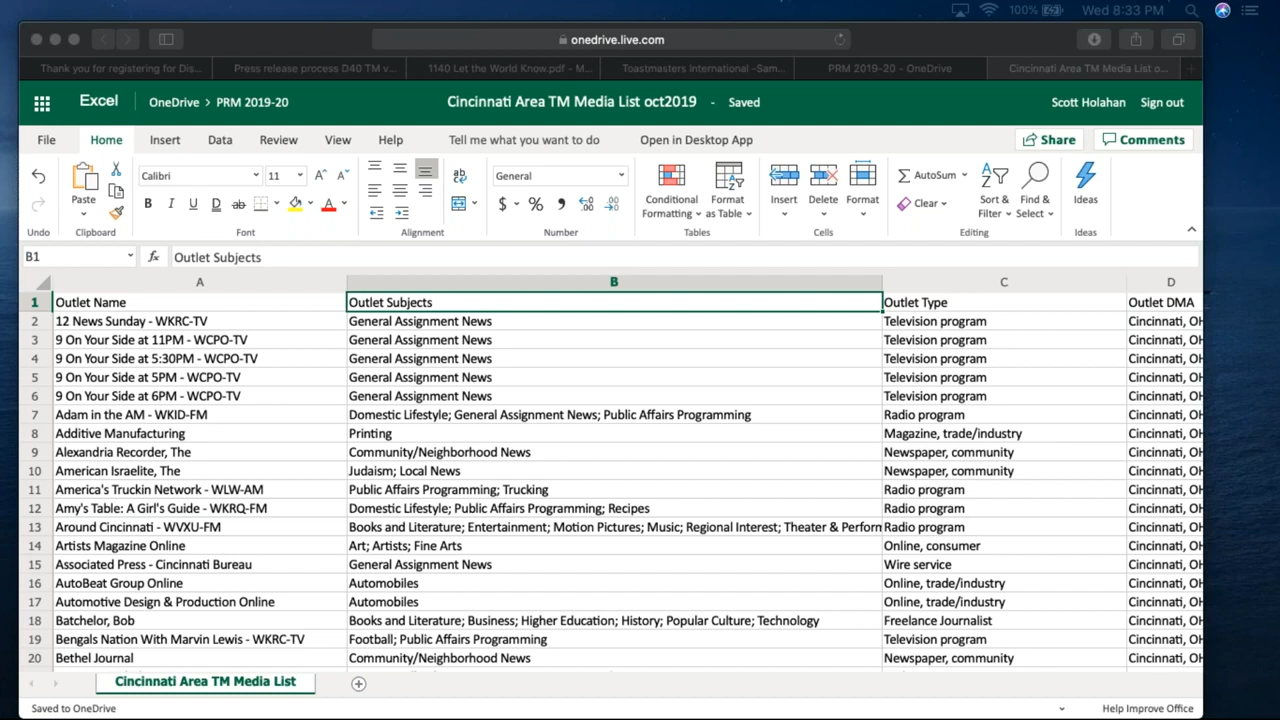 100% Wed 8:33 PM
onedrive.live.com
Thank you for registering for Dis... Press release process D40 TM v... 1140 Let the World Know.pdf - M... Toastmasters International -Sam... PRM 2019-20 - OneDrive Cincinnati Area TM Media List o...
Excel OneDrive > PRM 2019-20 Cincinnati Area TM Media List oct2019 - Saved Scott Holahan Sign out
File Home Insert Data Review View Help Tell me what you want to do Open in Desktop App Share Comments
Calibri 11 General AutoSum
Paste Conditional Formatting Format as Table Insert Delete Format Clear Sort & Filter Find & Select Ideas
Undo Clipboard Font Alignment Number Tables Cells Editing Ideas
B1 fx Outlet Subjects
A B C D
1 Outlet Name Outlet Subjects Outlet Type Outlet DMA
2 12 News Sunday - WKRC-TV General Assignment News Television program Cincinnati, OH
3 9 On Your Side at 11PM - WCPO-TV General Assignment News Television program Cincinnati, OH
4 9 On Your Side at 5:30PM - WCPO-TV General Assignment News Television program Cincinnati, OH
5 9 On Your Side at 5PM - WCPO-TV General Assignment News Television program Cincinnati, OH
6 9 On Your Side at 6PM - WCPO-TV General Assignment News Television program Cincinnati, OH
7 Adam in the AM - WKID-FM Domestic Lifestyle; General Assignment News; Public Affairs Programming Radio program Cincinnati, OH
8 Additive Manufacturing Printing Magazine, trade/industry Cincinnati, OH
9 Alexandria Recorder, The Community/Neighborhood News Newspaper, community Cincinnati, OH
10 American Israelite, The Judaism; Local News Newspaper, community Cincinnati, OH
11 America's Truckin Network - WLW-AM Public Affairs Programming; Trucking Radio program Cincinnati, OH
12 Amy's Table: A Girl's Guide - WKRQ-FM Domestic Lifestyle; Public Affairs Programming; Recipes Radio program Cincinnati, OH
13 Around Cincinnati - WVXU-FM Books and Literature; Entertainment; Motion Pictures; Music; Regional Interest; Theater & Perform Radio program Cincinnati, OH
14 Artists Magazine Online Art; Artists; Fine Arts Online, consumer Cincinnati, OH
15 Associated Press - Cincinnati Bureau General Assignment News Wire service Cincinnati, OH
16 AutoBeat Group Online Automobiles Online, trade/industry Cincinnati, OH
17 Automotive Design & Production Online Automobiles Online, trade/industry Cincinnati, OH
18 Batchelor, Bob Books and Literature; Business; Higher Education; History; Popular Culture; Technology Freelance Journalist Cincinnati, OH
19 Bengals Nation With Marvin Lewis - WKRC-TV Football; Public Affairs Programming Television program Cincinnati, OH
20 Bethel Journal Community/Neighborhood News Newspaper, community Cincinnati, OH
Cincinnati Area TM Media List
Saved to OneDrive Help Improve Office